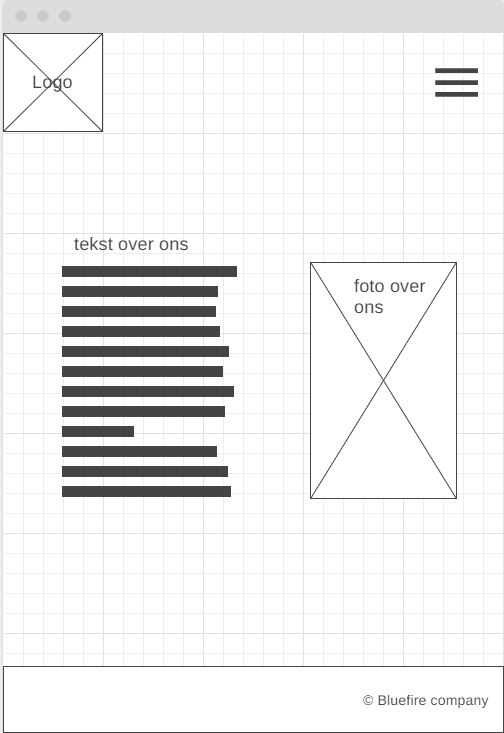 Logo
tekst over ons
foto over
ons
© Bluefire company